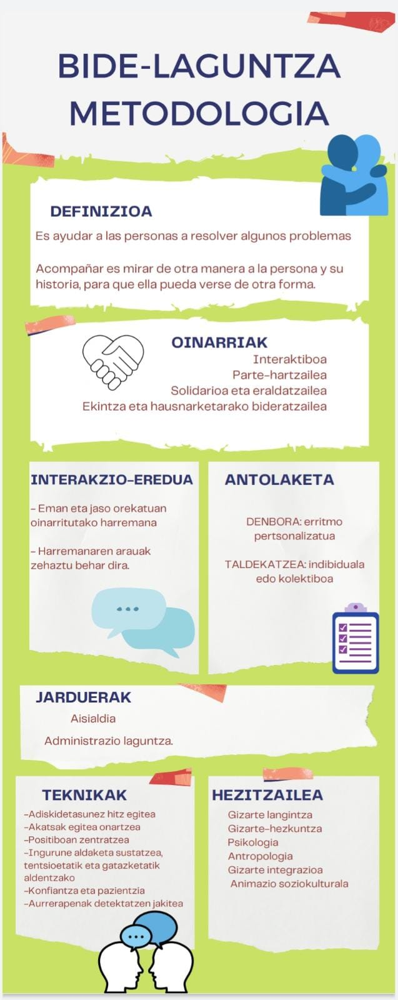 BIDE-LAGUNTZA
METODOLOGIA
DEFINIZIOA
Es ayudar a las personas a resolver algunos problemas
Acompañar es mirar de otra manera a la persona y su
historia, para que ella pueda verse de otra forma.
OINARRIAK
Interaktiboa
Parte-hartzailea
Solidarioa eta eraldatzailea
Ekintza eta hausnarketarako bideratzailea
INTERAKZIO-EREDUA
- Eman eta jaso orekatuan
oinarritutako harremana
- Harremanaren arauak
zehaztu behar dira.
ANTOLAKETA
DENBORA: erritmo
pertsonalizatua
TALDEKATZEA: indibiduala
edo kolektiboa
JARDUERAK
Aisialdia
Administrazio laguntza.
TEKNIKAK
-Adiskidetasunez hitz egitea
-Akatsak egitea onartzea
-Positiboan zentratzea
-Ingurune aldaketa sustatzea,
tentsioetatik eta gatazketatik
aldentzako
-Konfiantza eta pazientzia
-Aurrerapenak detektatzen jakitea
HEZITZAILEA
Gizarte langintza
Gizarte-hezkuntza
Psikologia
Antropologia
Gizarte integrazioa
Animazio soziokulturala